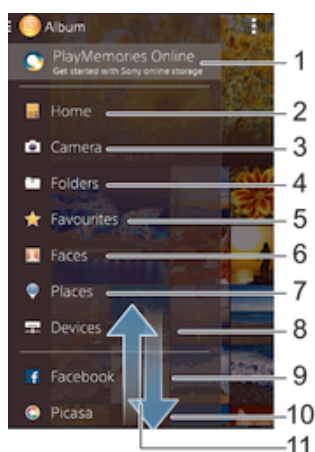 Album
PlayMemories Online
Get started with Sony online storage
1
Home
2
Camera
3
Folders
4
Favourites
5
Faces
6
Places
7
Devices
8
Facebook
9
Picasa
10
11